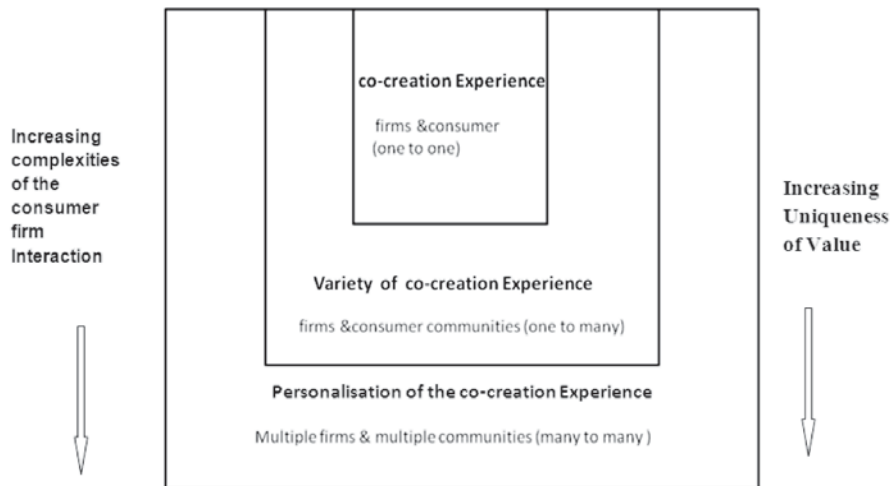 co-creation Experience
firms &consumer
(one to one)
Increasing
complexities
of the
consumer
firm
Interaction
Increasing
Uniqueness
of Value
Variety of co-creation Experience
firms &consumer communities (one to many)
Personalisation of the co-creation Experience
Multiple firms & multiple communities (many to many )